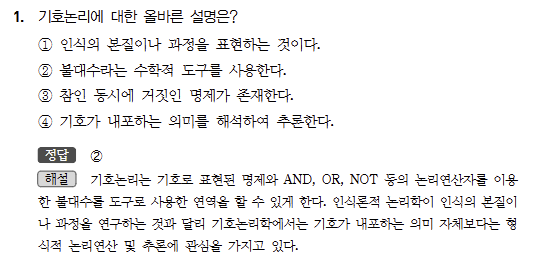 1. 기호논리에 대한 올바른 설명은?
① 인식의 본질이나 과정을 표현하는 것이다.
② 불대수라는 수학적 도구를 사용한다.
③ 참인 동시에 거짓인 명제가 존재한다.
④ 기호가 내포하는 의미를 해석하여 추론한다.
정답 ②
해설 기호논리는 기호로 표현된 명제와 AND, OR, NOT 등의 논리연산자를 이용
한 불대수를 도구로 사용한 연역을 할 수 있게 한다. 인식론적 논리학이 인식의 본질이
나 과정을 연구하는 것과 달리 기호논리학에서는 기호가 내포하는 의미 자체보다는 형
식적 논리연산 및 추론에 관심을 가지고 있다.